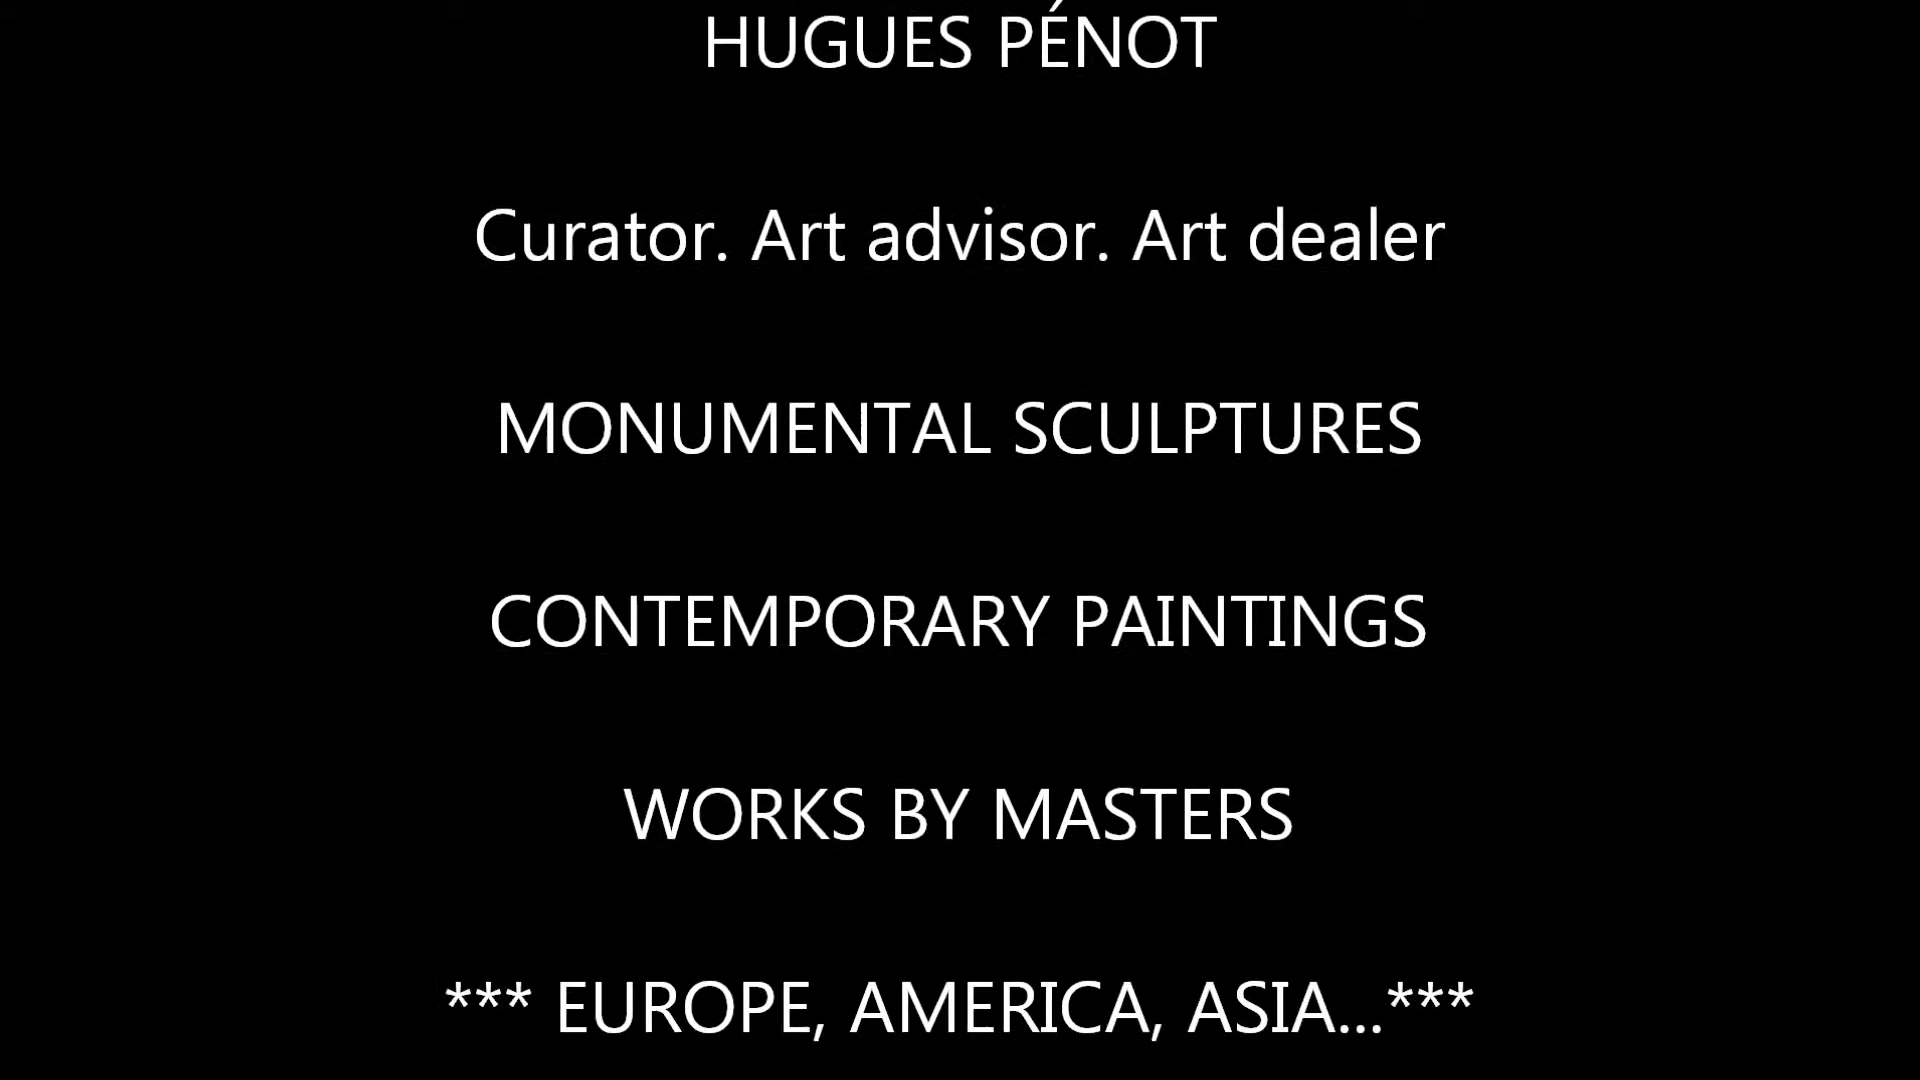 HUGUES PÉNOT
Curator. Art advisor. Art dealer
MONUMENTAL SCULPTURES
CONTEMPORARY PAINTINGS
WORKS BY MASTERS
*** EUROPE, AMERICA, ASIA...***